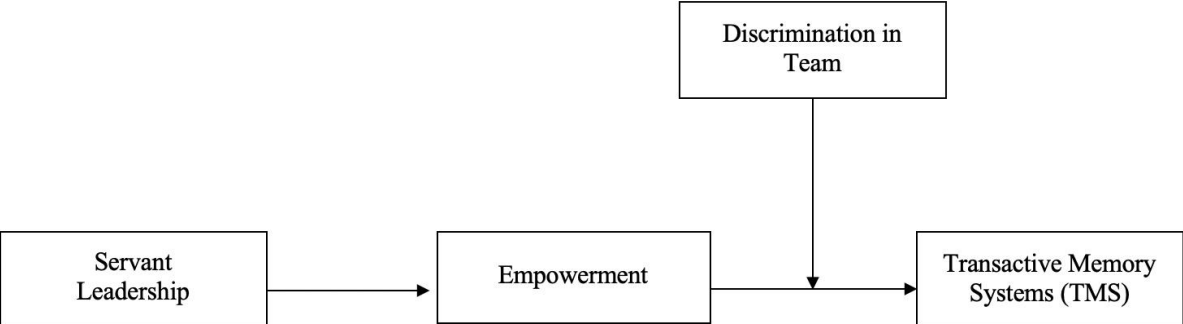 Discrimination in
Team
Servant
Leadership
Empowerment
Transactive Memory
Systems (TMS)